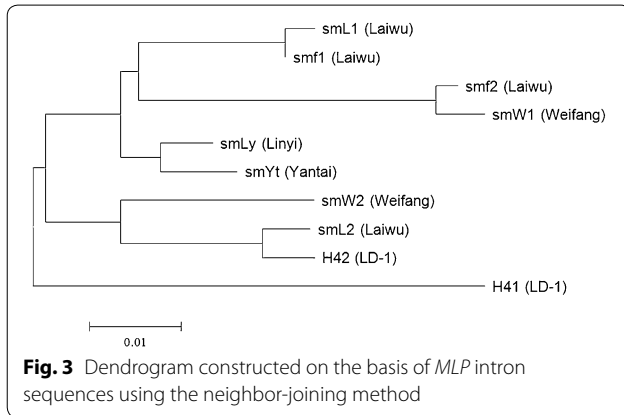 smL1 (Laiwu)
smf1 (Laiwu)
smf2 (Laiwu)
smW1 (Weifang)
smLy (Linyi)
smYt (Yantai)
smW2 (Weifang)
smL2 (Laiwu)
H42 (LD-1)
H41 (LD-1)
0.01
Fig. 3 Dendrogram constructed on the basis of MLP intron
sequences using the neighbor-joining method